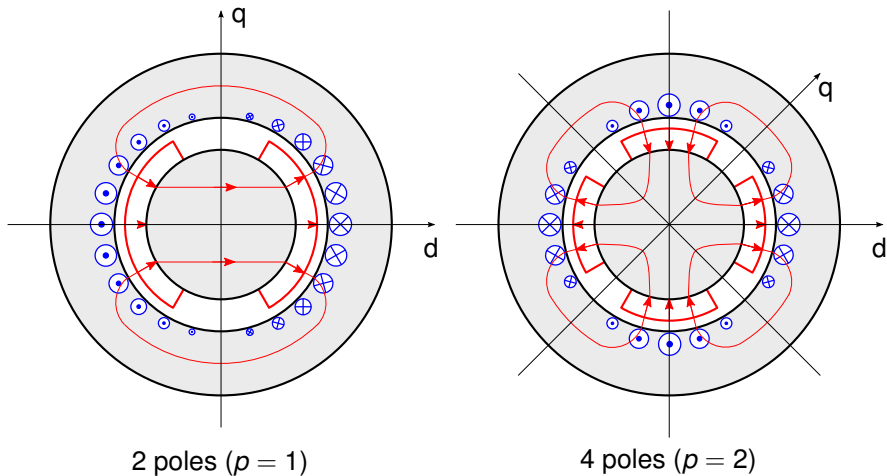 q
d
2 poles (p = 1)
q
d
4 poles (p = 2)